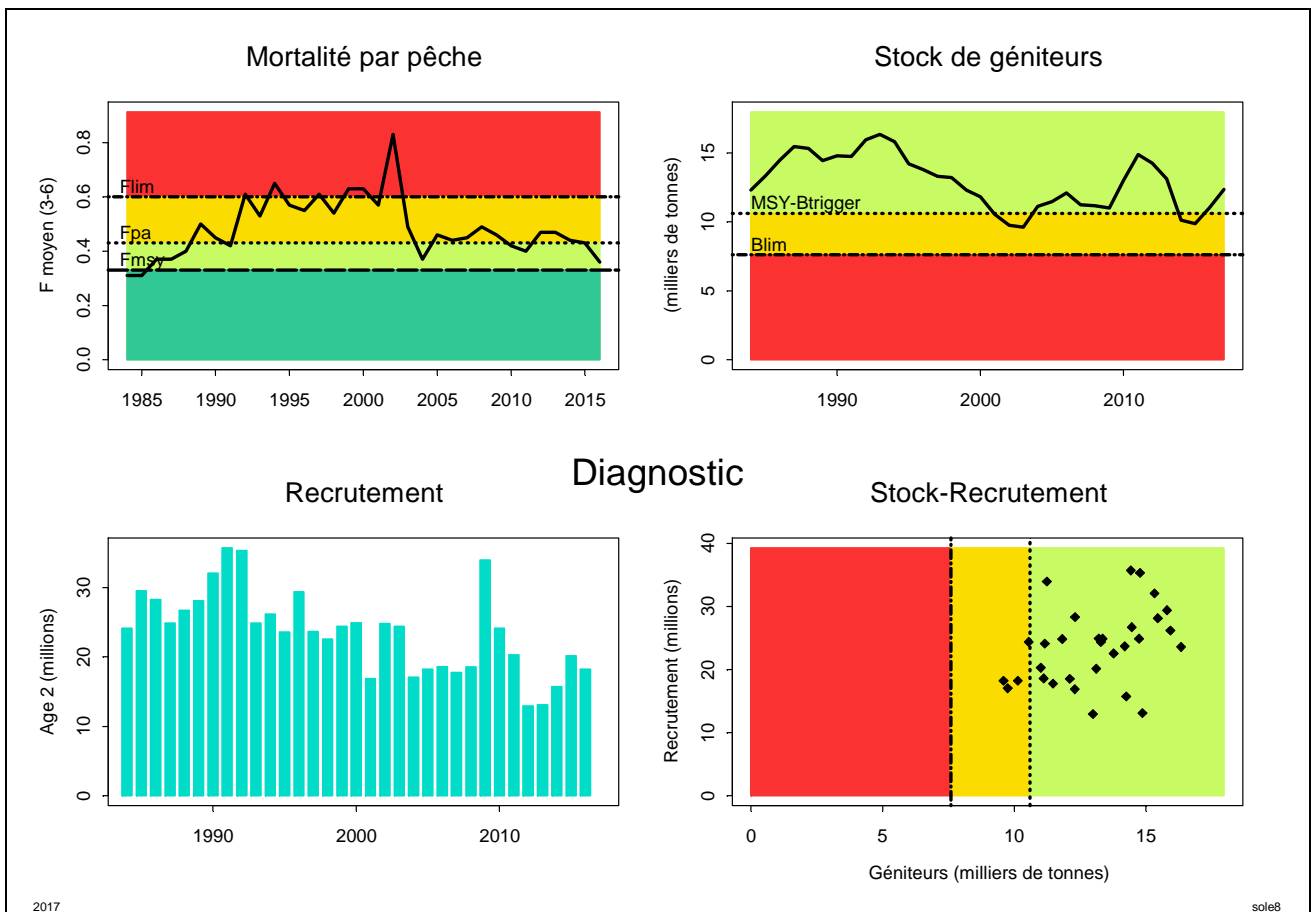 Mortalité par pêche
F moyen (3-6)
0.0 0.2 0.4 0.6 0.8
Flim
Fpa
Fmsy
1985 1990 1995 2000 2005 2010 2015
Stock de géniteurs
(milliers de tonnes)
0 5 10 15
MSY-Btrigger
Blim
1990 2000 2010
Diagnostic
Recrutement
Age 2 (millions)
0 10 20 30
1990 2000 2010
Stock-Recrutement
Recrutement (millions)
0 10 20 30 40
0 5 10 15
Géniteurs (milliers de tonnes)
2017
sole8